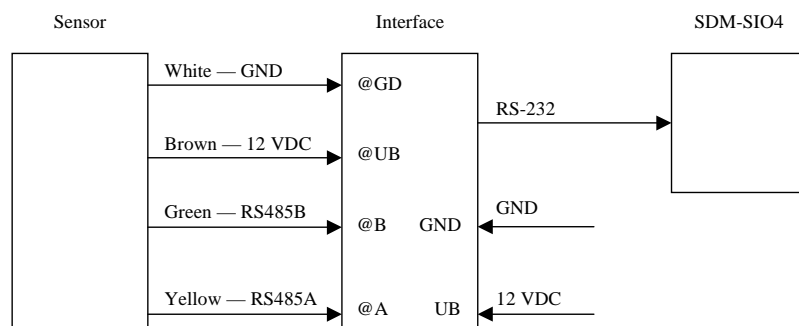 Sensor
Interface
SDM-SIO4
White — GND
@GD
RS-232
Brown — 12 VDC
@UB
GND
Green — RS485B
@B
GND
Yellow — RS485A
@A
UB
12 VDC